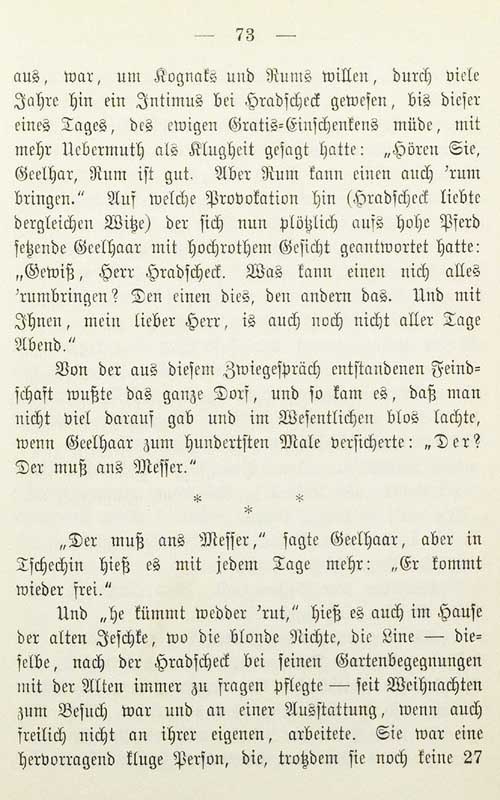 — 73 —
aus, war, um Kognaks und Rums willen, durch viele
Jahre hin ein Intimus bei Hradscheck gewesen, bis dieser
eines Tages, des ewigen Gratis-Einschenkens müde, mit
mehr Uebermuth als Klugheit gesagt hatte: „Hören Sie,
Geelhar, Rum ist gut. Aber Rum kann einen auch 'rum
bringen.“ Auf welche Provokation hin (Hradscheck liebte
dergleichen Witze) der sich nun plötzlich aufs hohe Pferd
setzende Geelhaar mit hochrothem Gesicht geantwortet hatte:
„Gewiß, Herr Hradscheck. Was kann einen nich alles
'rumbringen? Den einen dies, den andern das. Und mit
Ihnen, mein lieber Herr, is auch noch nicht aller Tage
Abend.“
Von der aus diesem Zwiegespräch entstandenen Feind-
schaft wußte das ganze Dorf, und so kam es, daß man
nicht viel darauf gab und im Wesentlichen blos lachte,
wenn Geelhaar zum hundertsten Male versicherte: „Der?
Der muß ans Messer.“
* * *
„Der muß ans Messer,“ sagte Geelhaar, aber in
Tschechin hieß es mit jedem Tage mehr: „Er kommt
wieder frei.“
Und „he kümmt wedder 'rut,“ hieß es auch im Hause
der alten Jeschke, wo die blonde Nichte, die Line — die-
selbe, nach der Hradscheck bei seinen Gartenbegegnungen
mit der Alten immer zu fragen pflegte — seit Weihnachten
zum Besuch war und an einer Ausstattung, wenn auch
freilich nicht an ihrer eigenen, arbeitete. Sie war eine
hervorragend kluge Person, die, trotzdem sie noch keine 27